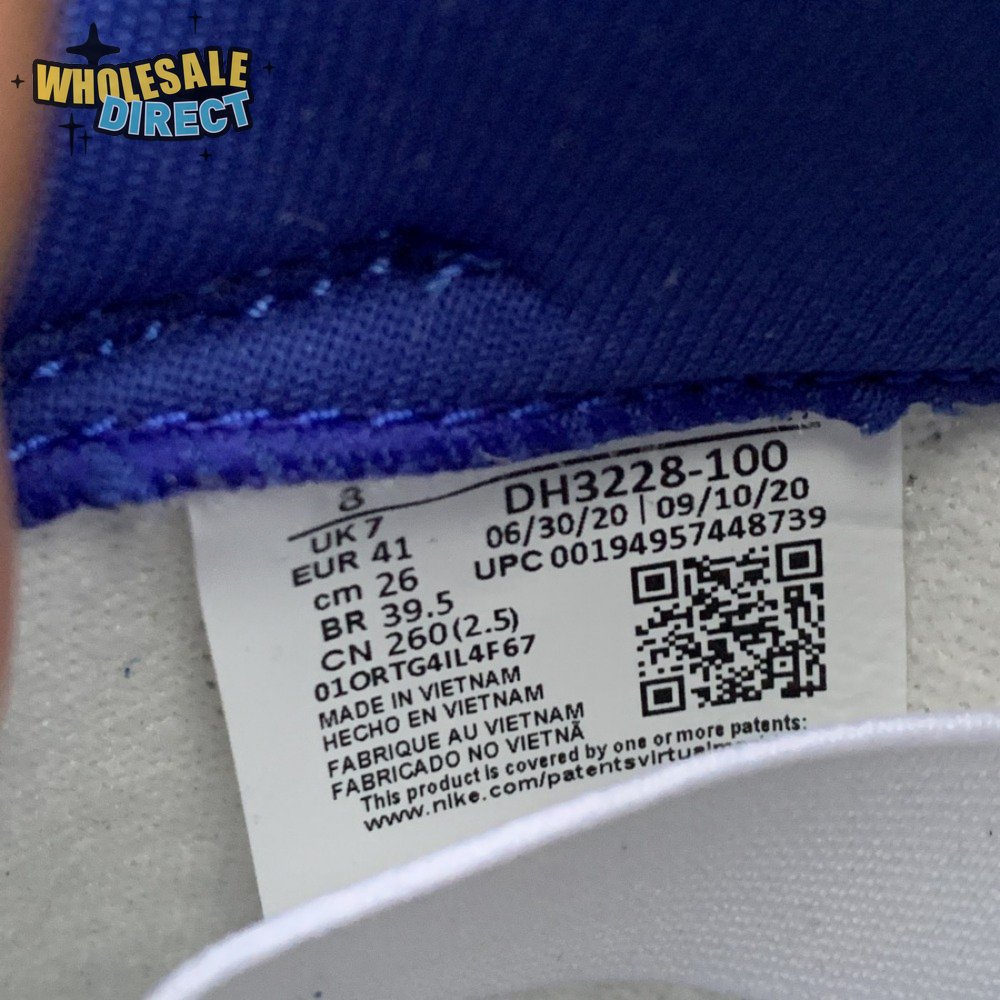 WHOLESALE
DIRECT
8
UK 7
EUR 41
cm 26
BR 39.5
CN 260(2.5)
01ORTG4IL4F67
MADE IN VIETNAM
HECHO EN VIETNAM
FABRIQUE AU VIETNAM
FABRICADO NO VIETNÃ
This product is covered by one or more patents:
www.nike.com/patentsvirtualm
DH3228-100
06/30/20 | 09/10/20
UPC 00194957448739